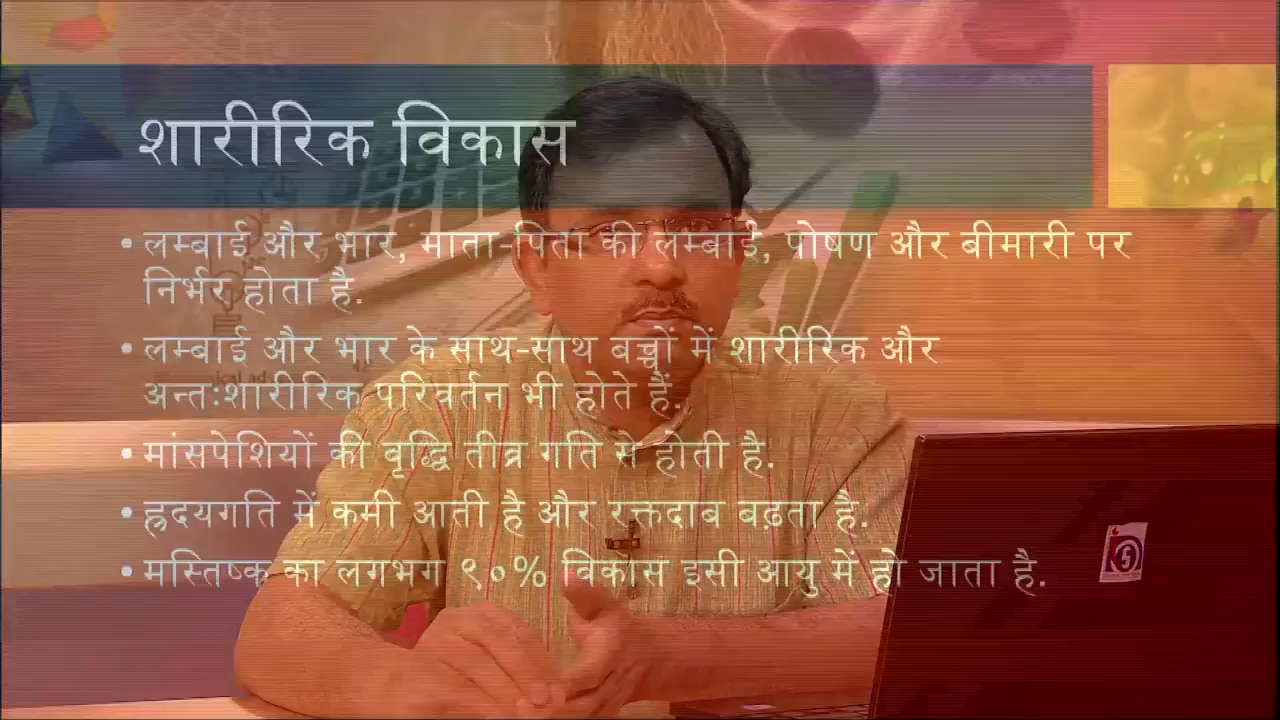 शारीरिक विकास
• लम्बाई और भार, माता-पिता की लम्बाई, पोषण और बीमारी पर
निर्भर होता है.
• लम्बाई और भार के साथ-साथ बच्चों में शारीरिक और
अन्तःशारीरिक परिवर्तन भी होते हैं.
• मांसपेशियों की वृद्धि तीव्र गति से होती है.
• ह्रदयगति में कमी आती है और रक्तदाब बढ़ता है.
• मस्तिष्क का लगभग ९०% विकास इसी आयु में हो जाता है.